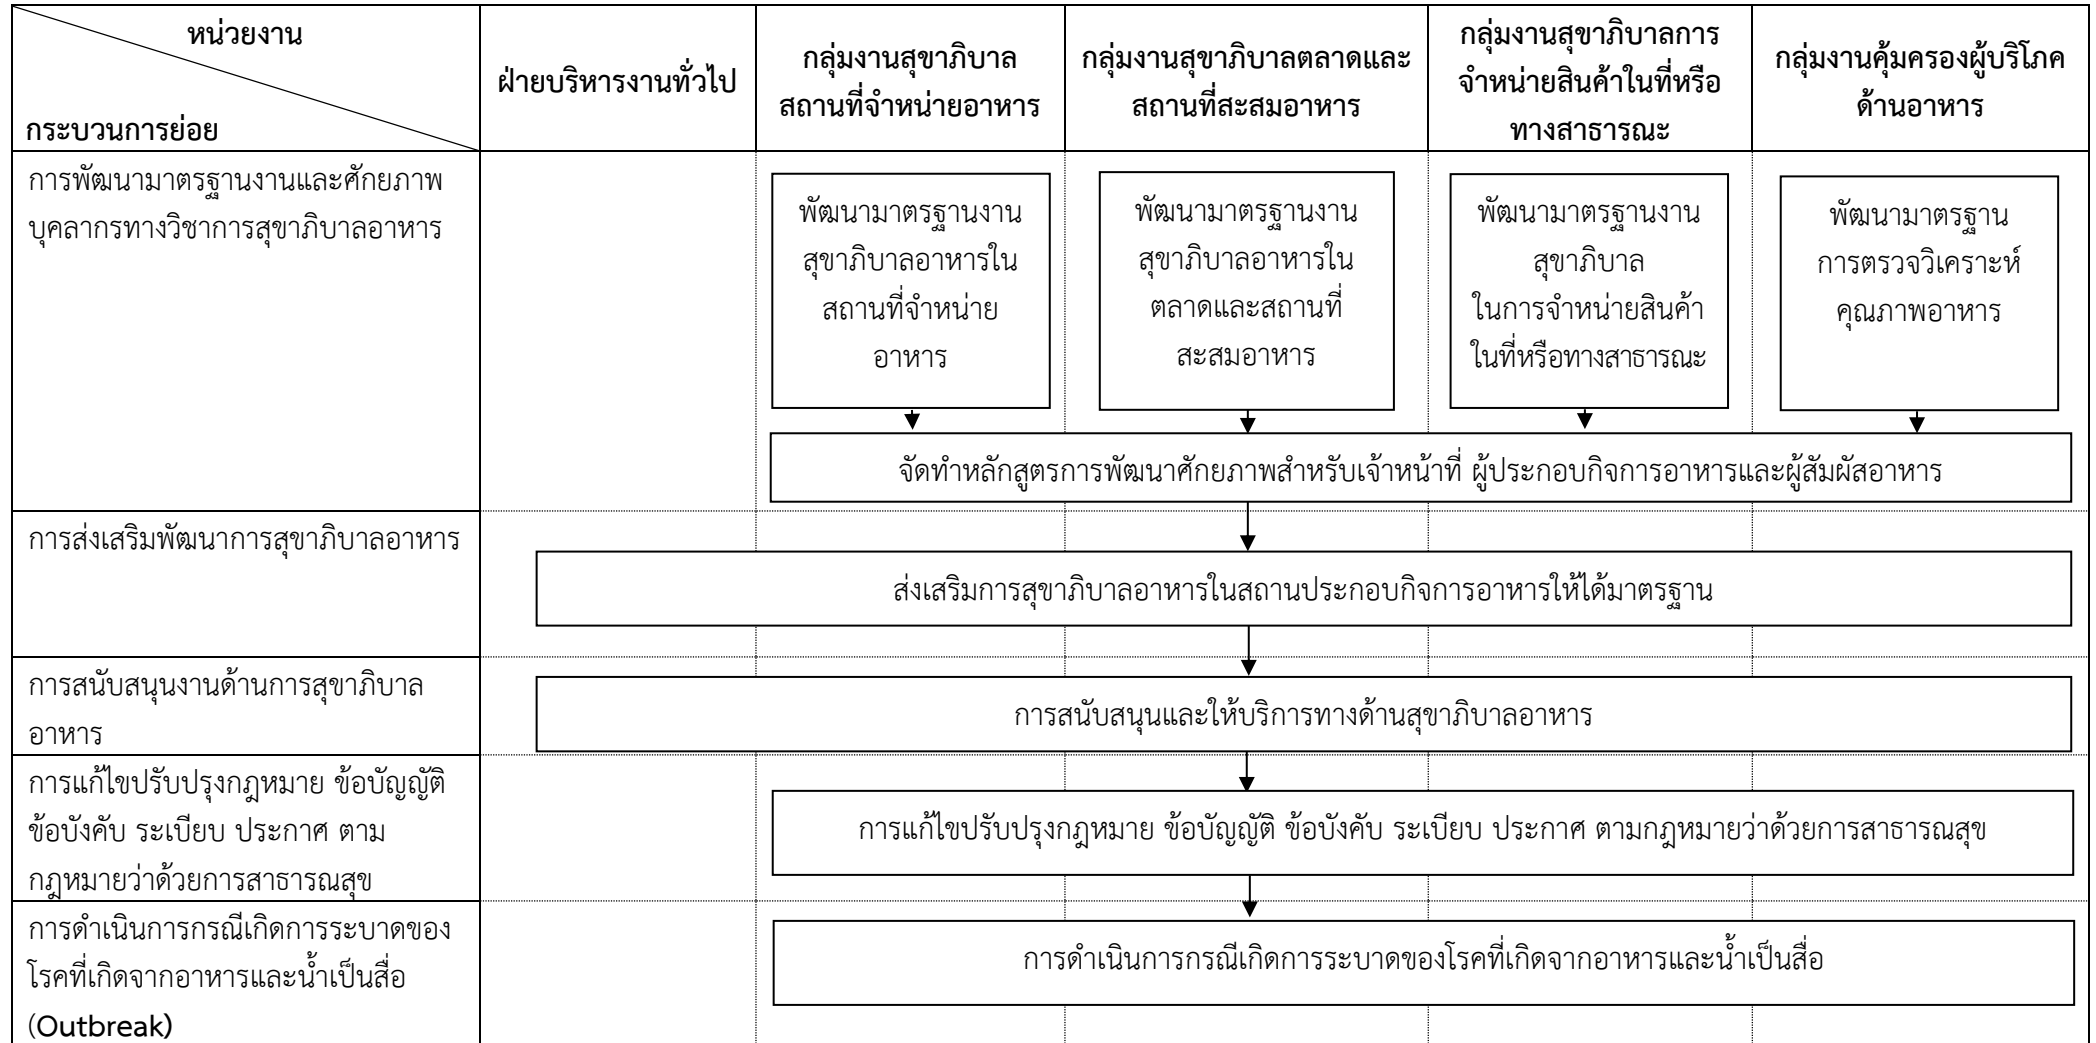 หน่วยงาน
กระบวนการย่อย
ฝ่ายบริหารงานทั่วไป
กลุ่มงานสุขาภิบาล
สถานที่จำหน่ายอาหาร
กลุ่มงานสุขาภิบาลตลาดและ
สถานที่สะสมอาหาร
กลุ่มงานสุขาภิบาลการ
จำหน่ายสินค้าในที่หรือ
ทางสาธารณะ
กลุ่มงานคุ้มครองผู้บริโภค
ด้านอาหาร
การพัฒนามาตรฐานงานและศักยภาพ
บุคลากรทางวิชาการสุขาภิบาลอาหาร
พัฒนามาตรฐานงาน
สุขาภิบาลอาหารใน
สถานที่จำหน่าย
อาหาร
พัฒนามาตรฐานงาน
สุขาภิบาลอาหารใน
ตลาดและสถานที่
สะสมอาหาร
พัฒนามาตรฐานงาน
สุขาภิบาล
ในการจำหน่ายสินค้า
ในที่หรือทางสาธารณะ
พัฒนามาตรฐาน
การตรวจวิเคราะห์
คุณภาพอาหาร
จัดทำหลักสูตรการพัฒนาศักยภาพสำหรับเจ้าหน้าที่ ผู้ประกอบกิจการอาหารและผู้สัมผัสอาหาร
การส่งเสริมพัฒนาการสุขาภิบาลอาหาร
ส่งเสริมการสุขาภิบาลอาหารในสถานประกอบกิจการอาหารให้ได้มาตรฐาน
การสนับสนุนงานด้านการสุขาภิบาล
อาหาร
การสนับสนุนและให้บริการทางด้านสุขาภิบาลอาหาร
การแก้ไขปรับปรุงกฎหมาย ข้อบัญญัติ
ข้อบังคับ ระเบียบ ประกาศ ตาม
กฎหมายว่าด้วยการสาธารณสุข
การแก้ไขปรับปรุงกฎหมาย ข้อบัญญัติ ข้อบังคับ ระเบียบ ประกาศ ตามกฎหมายว่าด้วยการสาธารณสุข
การดำเนินการกรณีเกิดการระบาดของ
โรคที่เกิดจากอาหารและน้ำเป็นสื่อ
(Outbreak)
การดำเนินการกรณีเกิดการระบาดของโรคที่เกิดจากอาหารและน้ำเป็นสื่อ